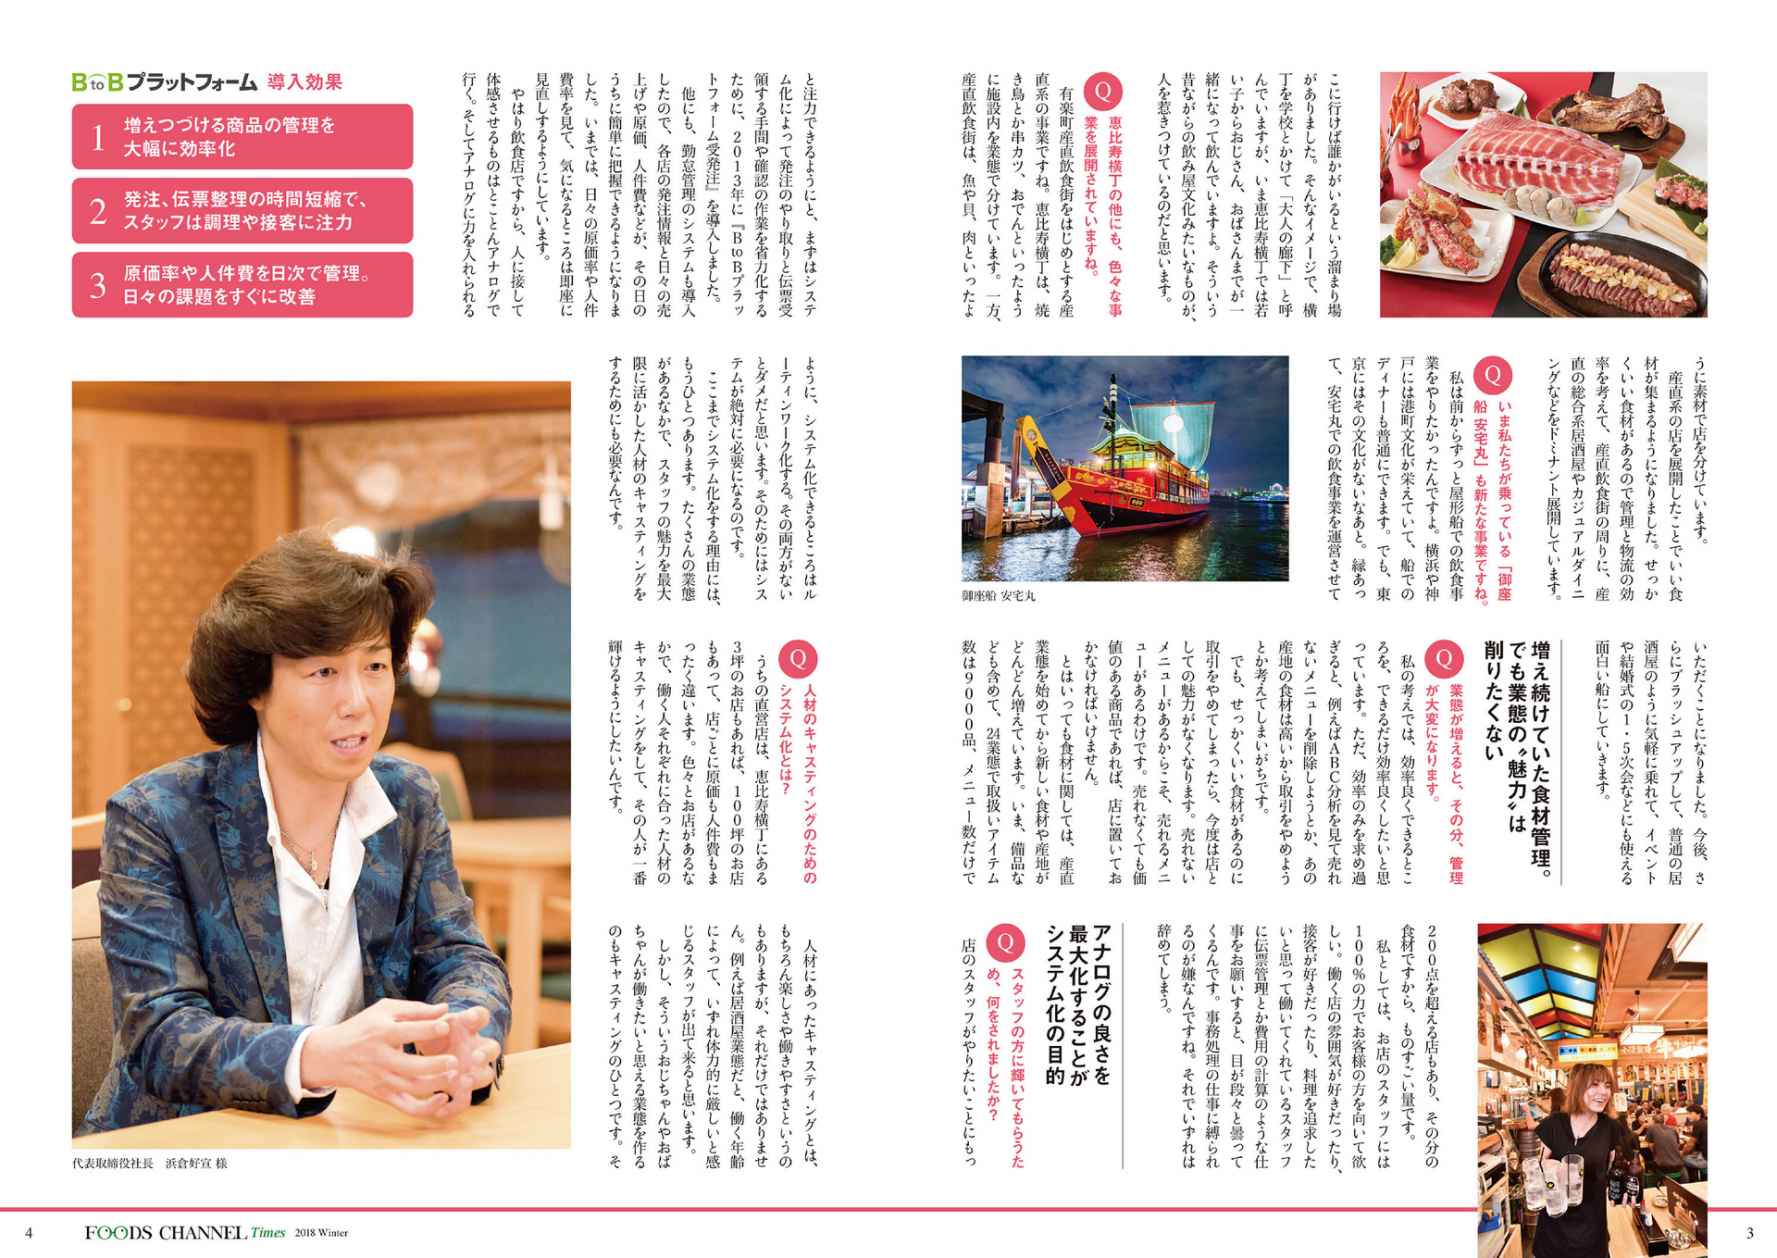 こに行けば誰かがいるという溜まり場
がありました。そんなイメージで、横
丁を学校とかけて「大人の廊下」と呼
んでいますが、いま恵比寿横丁では若
い子からおじさん、おばさんまでが一
緒になって飲んでいますよ。そういう
昔ながらの飲み屋文化みたいなものが、
人を惹きつけているのだと思います。
Q 恵比寿横丁の他にも、色々な事
業を展開されていますね。
有楽町産直飲食街をはじめとする産
直系の事業ですね。恵比寿横丁は、焼
き鳥とか串カツ、おでんといったよう
に施設内を業態で分けています。一方、
産直飲食街は、魚や貝、肉といったよ
うに素材で店を分けています。
産直系の店を展開したことでいい食
材が集まるようになりました。せっか
くいい食材があるので管理と物流の効
率を考えて、産直飲食街の周りに、産
直の総合系居酒屋やカジュアルダイニ
ングなどをドミナント展開しています。
Q いま私たちが乗っている「御座
船 安宅丸」も新たな事業ですね。
私は前からずっと屋形船での飲食事
業をやりたかったんですよ。横浜や神
戸には港町文化が栄えていて、船での
ディナーも普通にできます。でも、東
京にはその文化がないなあと。縁あっ
て、安宅丸での飲食事業を運営させて
御座船 安宅丸
いただくことになりました。今後、さ
らにブラッシュアップして、普通の居
酒屋のように気軽に乗れて、イベント
や結婚式の1・5次会などにも使える
面白い船にしていきます。
増え続けていた食材管理。
でも業態の〝魅力〟は
削りたくない
Q 業態が増えると、その分、管理
が大変になります。
私の考えでは、効率良くできるとこ
ろを、できるだけ効率良くしたいと思
っています。ただ、効率のみを求め過
ぎると、例えばABC分析を見て売れ
ないメニューを削除しようとか、あの
産地の食材は高いから取引をやめよう
とか考えてしまいがちです。
でも、せっかくいい食材があるのに
取引をやめてしまったら、今度は店と
しての魅力がなくなります。売れない
メニューがあるからこそ、売れるメニ
ューがあるわけです。売れなくても価
値のある商品であれば、店に置いてお
かなければいけません。
とはいっても食材に関しては、産直
業態を始めてから新しい食材や産地が
どんどん増えています。いま、備品な
ども含めて、24業態で取扱いアイテム
数は9000品、メニュー数だけで
200点を超える店もあり、その分の
食材ですから、ものすごい量です。
私としては、お店のスタッフには
100%の力でお客様の方を向いて欲
しい。働く店の雰囲気が好きだったり、
接客が好きだったり、料理を追求した
いと思って働いてくれているスタッフ
に伝票管理とか費用の計算のような仕
事をお願いすると、目が段々と曇って
くるんです。事務処理の仕事に縛られ
るのが嫌なんですね。それでいずれは
辞めてしまう。
アナログの良さを
最大化することが
システム化の目的
Q スタッフの方に輝いてもらうた
め、何をされましたか?
店のスタッフがやりたいことにもっ
3
と注力できるようにと、まずはシステ
ム化によって発注のやり取りと伝票受
領する手間や確認の作業を省力化する
ために、2013年に『BtoBプラッ
トフォーム受発注』を導入しました。
他にも、勤怠管理のシステムも導入
したので、各店の発注情報と日々の売
上げや原価、人件費などが、その日の
うちに簡単に把握できるようになりま
した。いまでは、日々の原価率や人件
費率を見て、気になるところは即座に
見直しするようにしています。
やはり飲食店ですから、人に接して
体感させるものはとことんアナログで
行く。そしてアナログに力を入れられる
BtoBプラットフォーム 導入効果
1 増えつづける商品の管理を
大幅に効率化
2 発注、伝票整理の時間短縮で、
スタッフは調理や接客に注力
3 原価率や人件費を日次で管理。
日々の課題をすぐに改善
ように、システム化できるところはル
ーティンワーク化する。その両方がない
とダメだと思います。そのためにはシス
テムが絶対に必要になるのです。
ここまでシステム化をする理由には、
もうひとつあります。たくさんの業態
があるなかで、スタッフの魅力を最大
限に活かした人材のキャスティングを
するためにも必要なんです。
Q 人材のキャスティングのための
システム化とは?
うちの直営店は、恵比寿横丁にある
3坪のお店もあれば、100坪のお店
もあって、店ごとに原価も人件費もま
ったく違います。色々とお店があるな
かで、働く人それぞれに合った人材の
キャスティングをして、その人が一番
輝けるようにしたいんです。
人材にあったキャスティングとは、
もちろん楽しさや働きやすさというの
もありますが、それだけではありませ
ん。例えば居酒屋業態だと、働く年齢
によって、いずれ体力的に厳しいと感
じるスタッフが出て来ると思います。
しかし、そういうおじちゃんやおば
ちゃんが働きたいと思える業態を作る
のもキャスティングのひとつです。そ
代表取締役社長 浜倉好宣 様
4 FOODS CHANNEL Times 2018 Winter